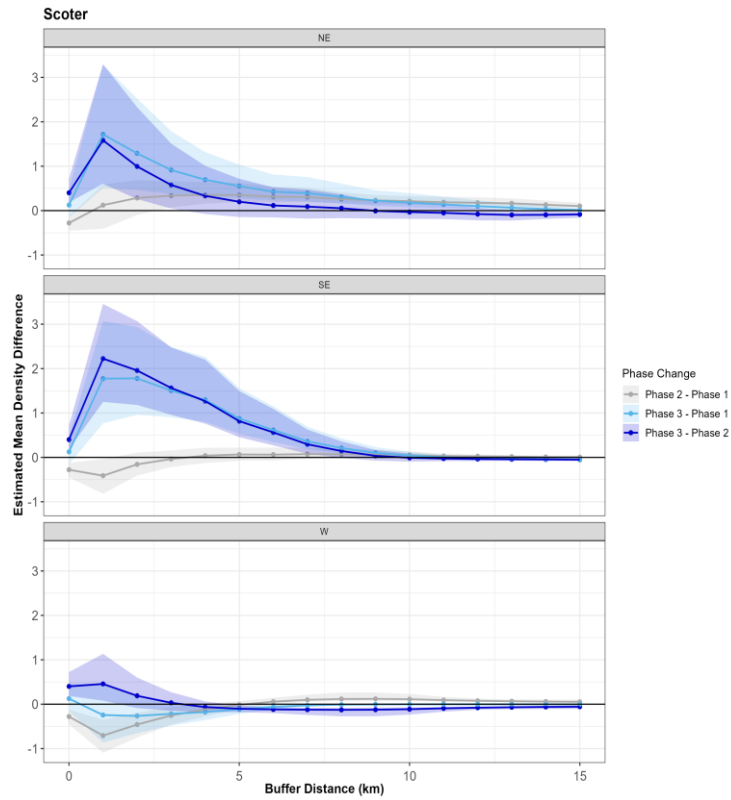 Scoter
NE
3
2
1
0
-1
SE
3
2
1
0
-1
W
3
2
1
0
-1
0
5
10
15
Buffer Distance (km)
Estimated Mean Density Difference
Phase Change
Phase 2 - Phase 1
Phase 3 - Phase 1
Phase 3 - Phase 2